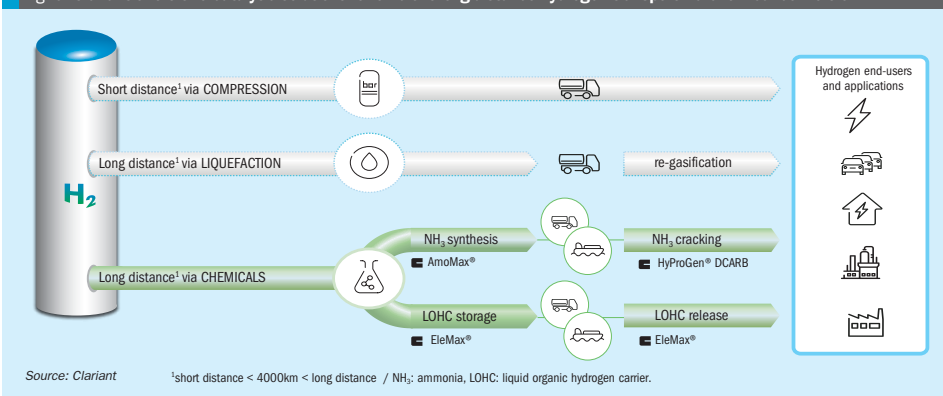 Short distance¹ via COMPRESSION
bar
Hydrogen end-users
and applications
Long distance¹ via LIQUEFACTION
re-gasification
H₂
NH₃ synthesis
AmoMax®
NH₃ cracking
HyProGen® DCARB
Long distance¹ via CHEMICALS
LOHC storage
EleMax®
LOHC release
EleMax®
Source: Clariant
¹short distance < 4000km < long distance / NH₃: ammonia, LOHC: liquid organic hydrogen carrier.